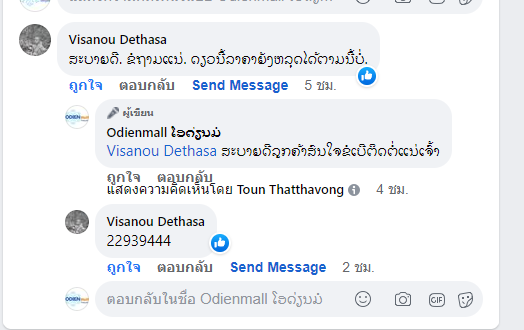 Visanou Dethasa
ສະບາຍດີ. ຂໍຖາມແນ່. ດຽວນີ້ລາຄາຍັງຫລຸດໄດ້ຕາມນີ້ບໍ່.
ถูกใจ ตอบกลับ Send Message 5 ชม.
ผู้เขียน
Odienmall ໂອດ່ຽນມໍ
Visanou Dethasa ສະບາຍດີລູກຄ້າສົນໃຈຂໍເບີຕິດຕໍ່ແນ່ເຈົ້າ
ถูกใจ ตอบกลับ
แสดงความคิดเห็นโดย Toun Thatthavong 4 ชม.
Visanou Dethasa
22939444
ถูกใจ ตอบกลับ Send Message 2 ชม.
ตอบกลับในชื่อ Odienmall ໂອດ່ຽນມໍ
GIF